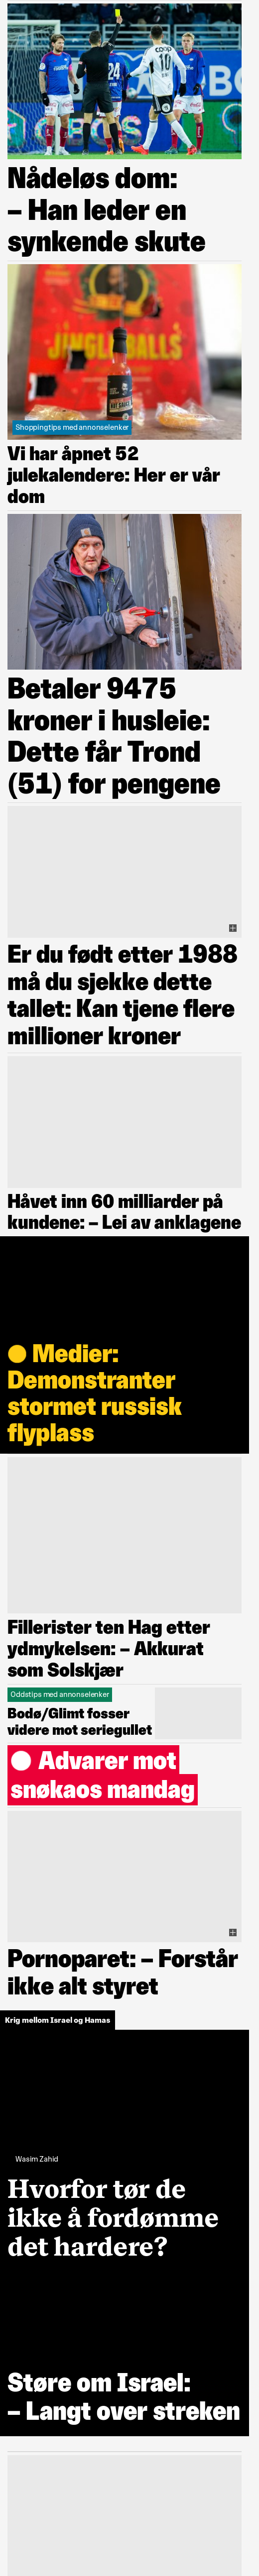 Nådeløs dom:
– Han leder en
synkende skute
Shoppingtips med annonselenker
Vi har åpnet 52
julekalendere: Her er vår
dom
Betaler 9475
kroner i husleie:
Dette får Trond
(51) for pengene
Er du født etter 1988
må du sjekke dette
tallet: Kan tjene flere
millioner kroner
Håvet inn 60 milliarder på
kundene: – Lei av anklagene
Medier:
Demonstranter
stormet russisk
flyplass
Fillerister ten Hag etter
ydmykelsen: – Akkurat
som Solskjær
Oddstips med annonselenker
Bodø/Glimt fosser
videre mot seriegullet
Advarer mot
snøkaos mandag
Pornoparet: – Forstår
ikke alt styret
Krig mellom Israel og Hamas
Wasim Zahid
Hvorfor tør de
ikke å fordømme
det hardere?
Støre om Israel:
– Langt over streken